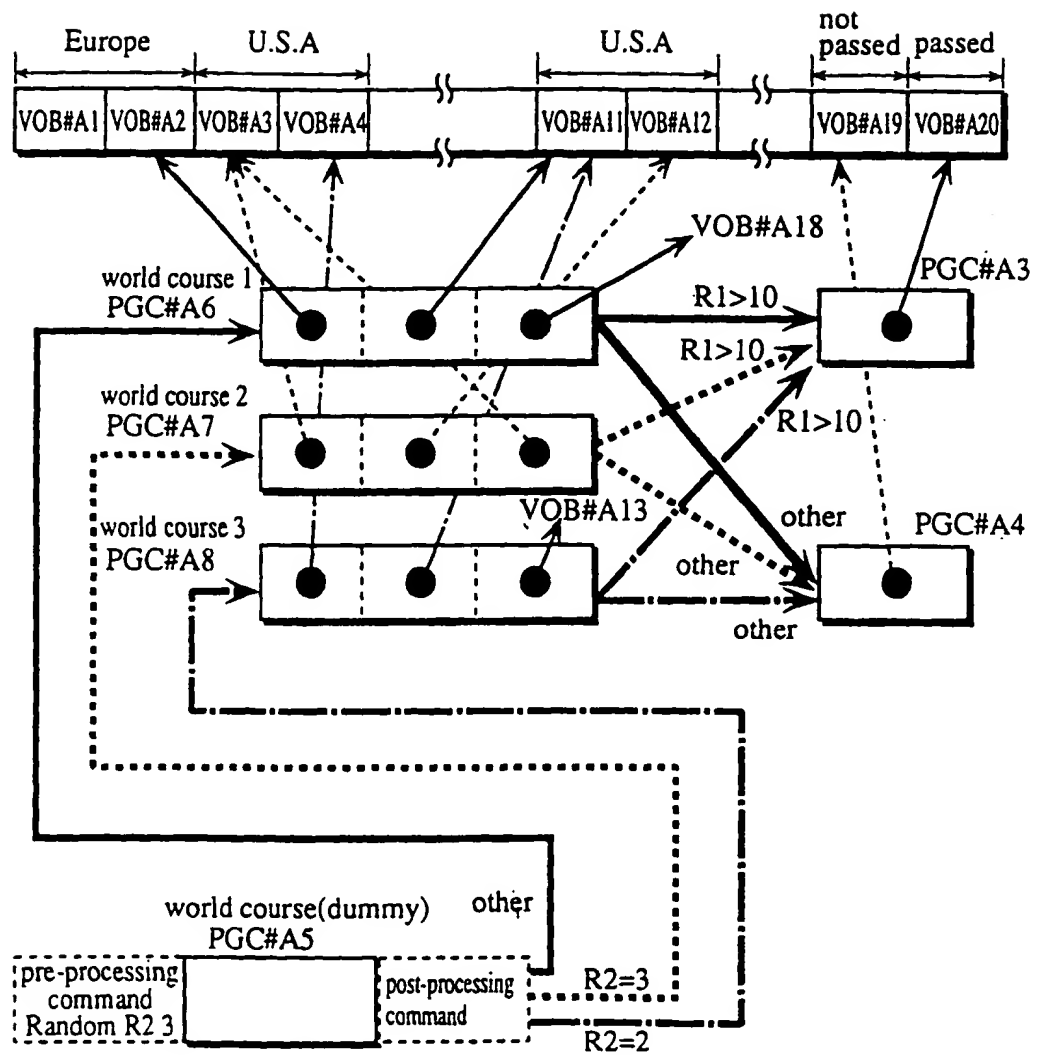 Europe
U.S.A
U.S.A
not
passed
passed
VOB#A1
VOB#A2
VOB#A3
VOB#A4
VOB#A11
VOB#A12
VOB#A19
VOB#A20
VOB#A18
world course 1
PGC#A6
R1>10
PGC#A3
R1>10
world course 2
PGC#A7
R1>10
VOB#A13
world course 3
PGC#A8
other
PGC#A4
other
other
world course(dummy)
other
PGC#A5
pre-processing
command
Random R2 3
post-processing
command
R2=3
R2=2